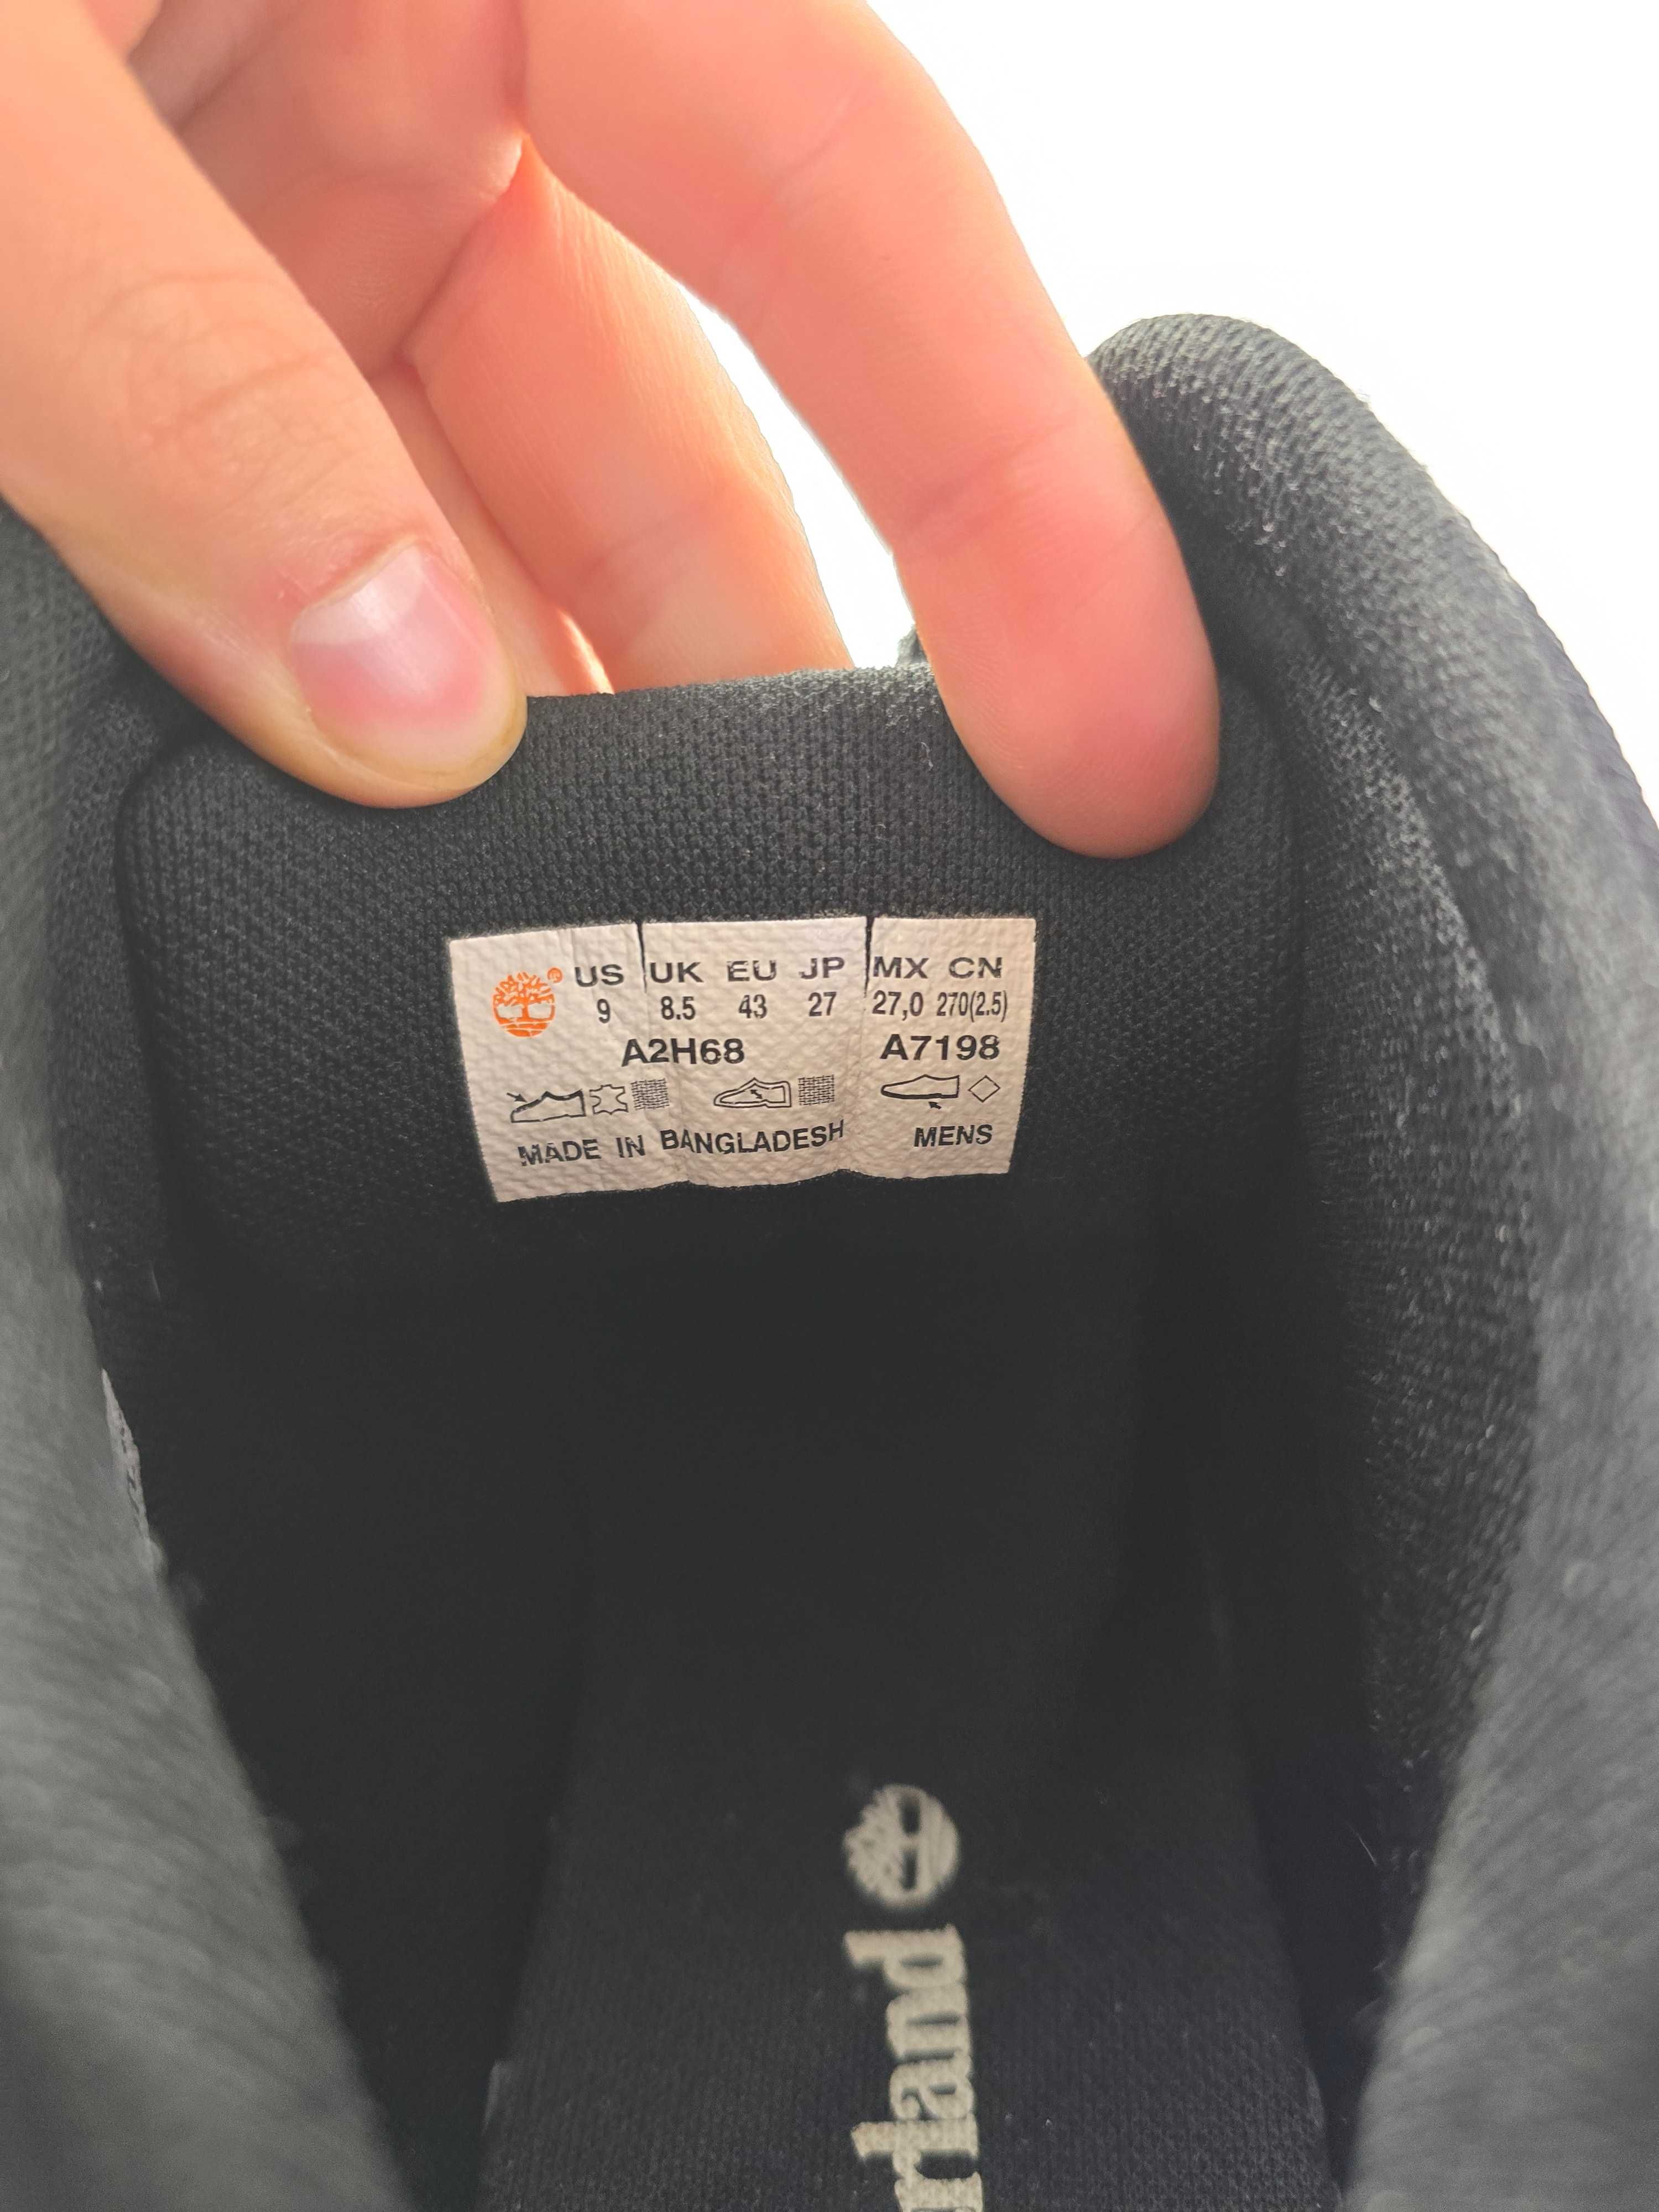 ® US UK EU JP MX CN
9 8.5 43 27 27,0 270(2.5)
A2H68 A7198
MADE IN BANGLADESH MENS
rland